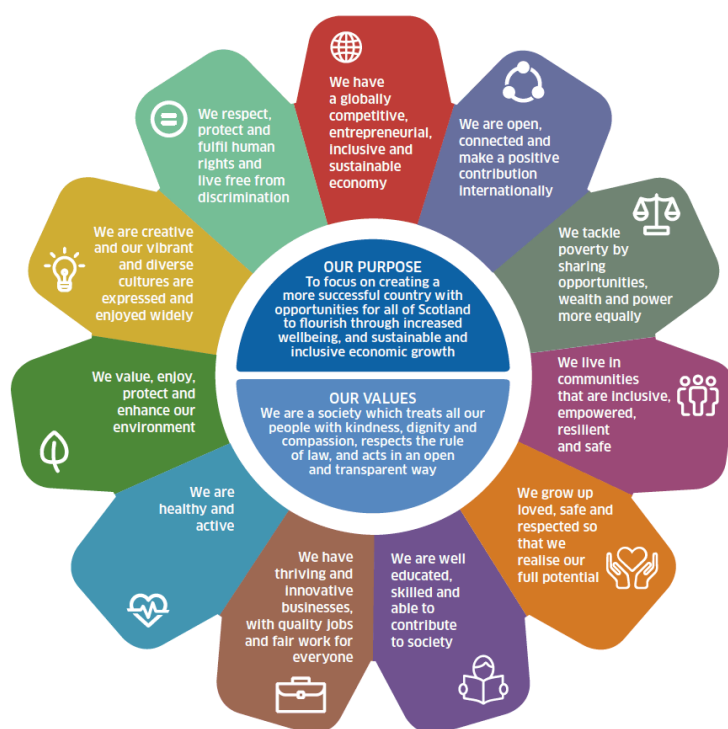 We have
a globally
competitive,
entrepreneurial,
inclusive and
sustainable
economy
We are open,
connected and
make a positive
contribution
internationally
We tackle
poverty by
sharing
opportunities,
wealth and power
more equally
We live in
communities
that are inclusive,
empowered,
resilient
and safe
We grow up
loved, safe and
respected so
that we
realise our
full potential
We are well
educated,
skilled and
able to
contribute
to society
We have
thriving and
innovative
businesses,
with quality jobs
and fair work for
everyone
We are
healthy and
active
We value, enjoy,
protect and
enhance our
environment
We are creative
and our vibrant
and diverse
cultures are
expressed and
enjoyed widely
We respect,
protect and
fulfil human
rights and
live free from
discrimination
OUR PURPOSE
To focus on creating a
more successful country with
opportunities for all of Scotland
to flourish through increased
wellbeing, and sustainable and
inclusive economic growth
OUR VALUES
We are a society which treats all our
people with kindness, dignity and
compassion, respects the rule
of law, and acts in an open
and transparent way